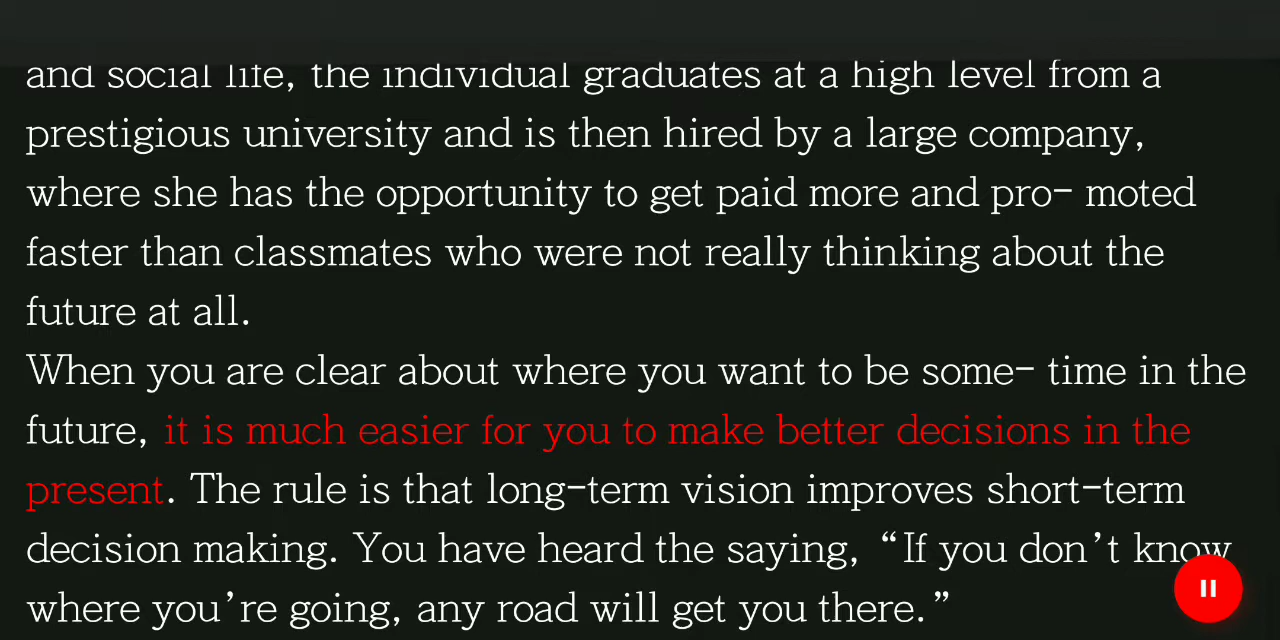 and social life, the individual graduates at a high level from a
prestigious university and is then hired by a large company,
where she has the opportunity to get paid more and pro- moted
faster than classmates who were not really thinking about the
future at all.
When you are clear about where you want to be some- time in the
future, it is much easier for you to make better decisions in the
present. The rule is that long-term vision improves short-term
decision making. You have heard the saying, “If you don’t know
where you’re going, any road will get you there.”